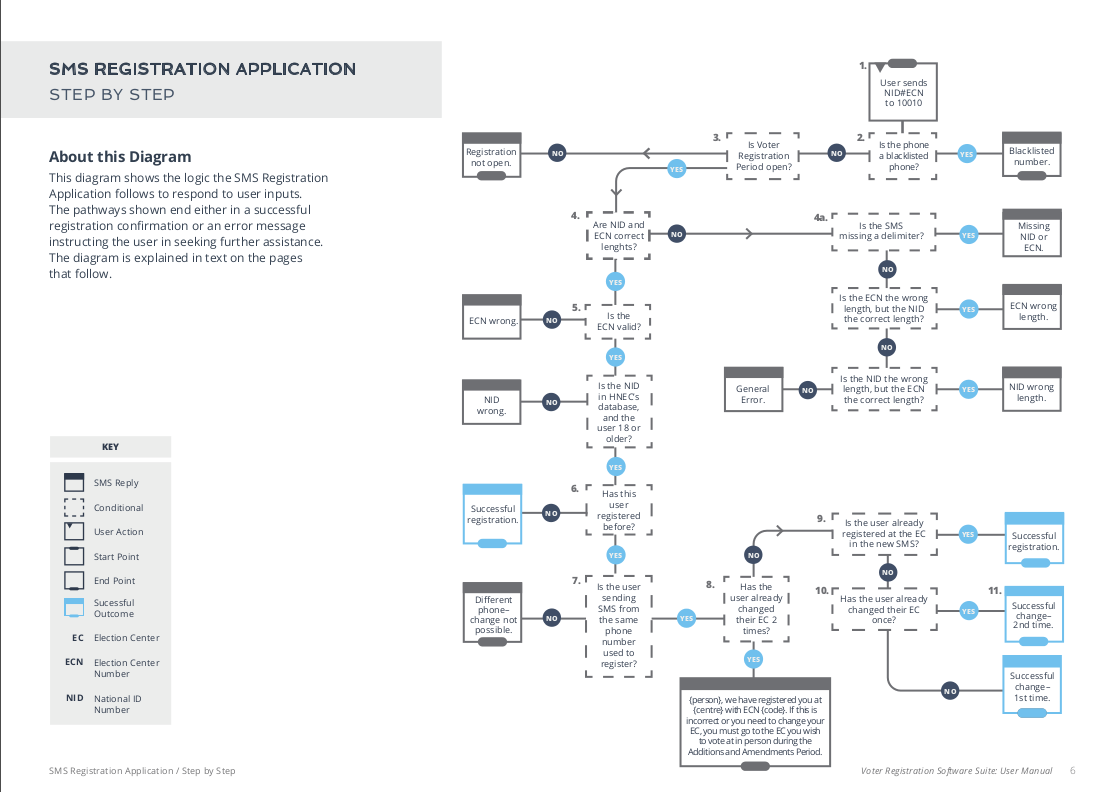 SMS REGISTRATION APPLICATION
STEP BY STEP
About this Diagram
This diagram shows the logic the SMS Registration
Application follows to respond to user inputs.
The pathways shown end either in a successful
registration confirmation or an error message
instructing the user in seeking further assistance.
The diagram is explained in text on the pages
that follow.
KEY
SMS Reply
Conditional
User Action
Start Point
End Point
Sucessful
Outcome
EC Election Center
ECN Election Center
Number
NID National ID
Number
1.
User sends
NID#ECN
to 10010
2.
Is the phone
a blacklisted
phone?
YES
Blacklisted
number.
NO
3.
Is Voter
Registration
Period open?
NO
Registration
not open.
YES
4.
Are NID and
ECN correct
lenghts?
NO
4a.
Is the SMS
missing a delimiter?
YES
Missing
NID or
ECN.
NO
Is the ECN the wrong
length, but the NID
the correct length?
YES
ECN wrong
length.
NO
Is the NID the wrong
length, but the ECN
the correct length?
YES
NID wrong
length.
NO
General
Error.
YES
5.
Is the
ECN valid?
NO
ECN wrong.
YES
Is the NID
in HNEC's
database,
and the
user 18 or
older?
NO
NID
wrong.
YES
6.
Has this
user
registered
before?
NO
Successful
registration.
YES
7.
Is the user
sending
SMS from
the same
phone
number
used to
register?
NO
Different
phone–
change not
possible.
YES
8.
Has the
user already
changed
their EC 2
times?
YES
{person}, we have registered you at
{centre} with ECN {code}. If this is
incorrect or you need to change your
EC, you must go to the EC you wish
to vote at in person during the
Additions and Amendments Period.
NO
9.
Is the user already
registered at the EC
in the new SMS?
YES
Successful
registration.
NO
10.
Has the user already
changed their EC
once?
YES
11.
Successful
change–
2nd time.
NO
Successful
change–
1st time.
SMS Registration Application / Step by Step
Voter Registration Software Suite: User Manual 6